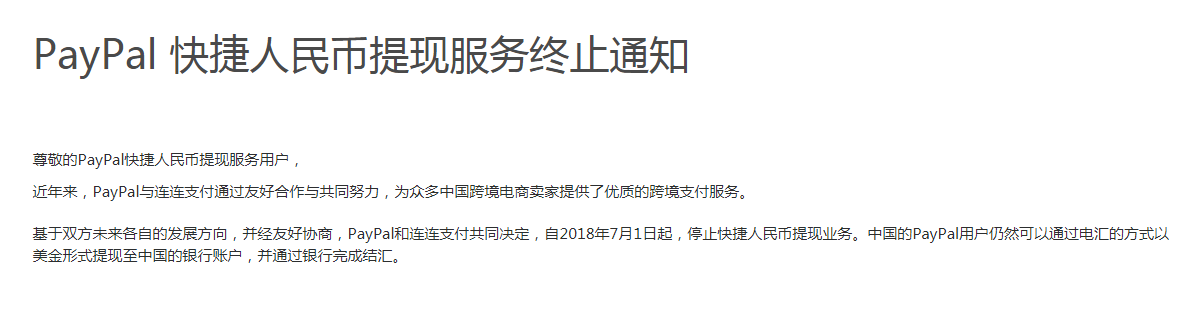 PayPal 快捷人民币提现服务终止通知
尊敬的PayPal快捷人民币提现服务用户，
近年来，PayPal与连连支付通过友好合作与共同努力，为众多中国跨境电商卖家提供了优质的跨境支付服务。
基于双方未来各自的发展方向，并经友好协商，PayPal和连连支付共同决定，自2018年7月1日起，停止快捷人民币提现业务。中国的PayPal用户仍然可以通过电汇的方式以
美金形式提现至中国的银行账户，并通过银行完成结汇。